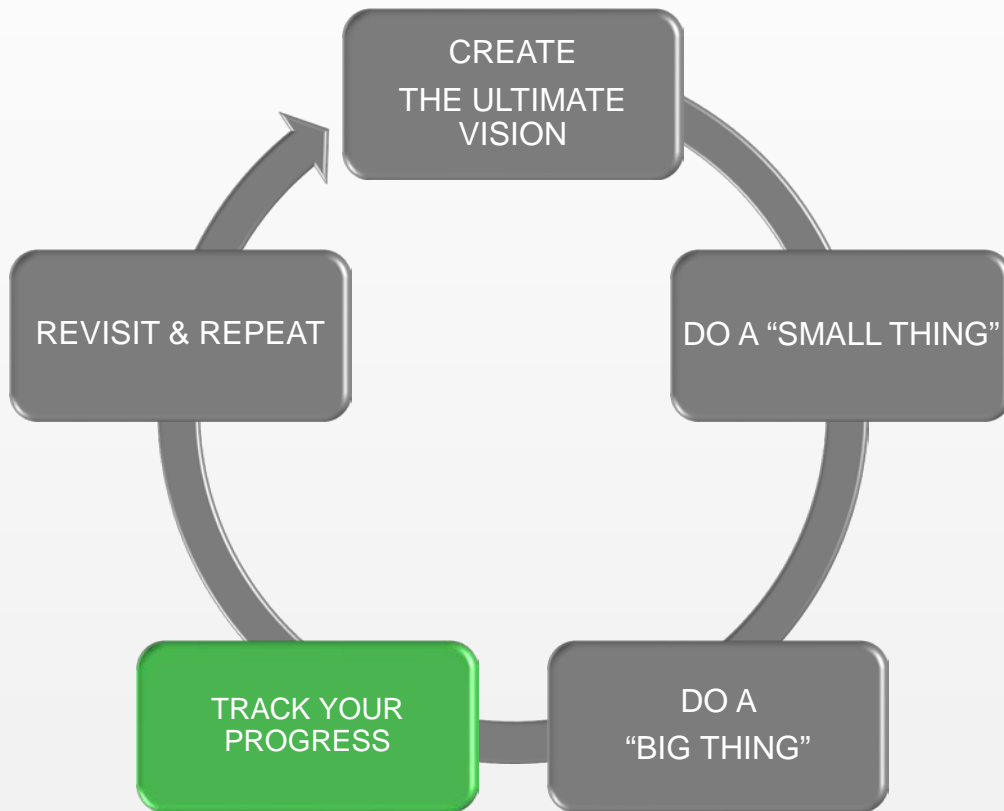 CREATE
THE ULTIMATE
VISION
DO A “SMALL THING”
DO A
“BIG THING”
TRACK YOUR
PROGRESS
REVISIT & REPEAT